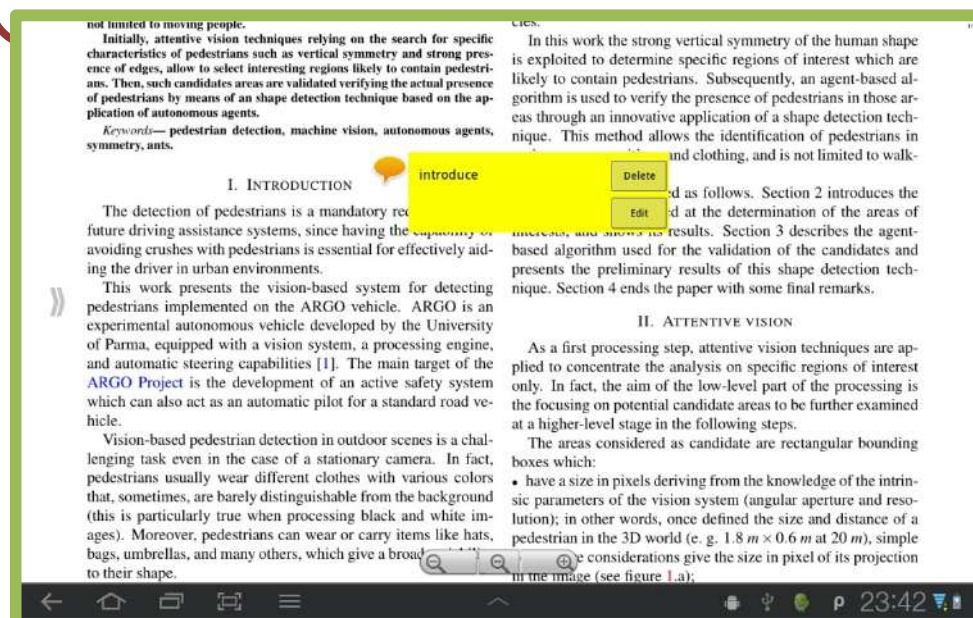 not limited to moving people.
Initially, attentive vision techniques relying on the search for specific
characteristics of pedestrians such as vertical symmetry and strong pres-
ence of edges, allow to select interesting regions likely to contain pedestri-
ans. Then, such candidates areas are validated verifying the actual presence
of pedestrians by means of an shape detection technique based on the ap-
plication of autonomous agents.
Keywords— pedestrian detection, machine vision, autonomous agents,
symmetry, ants.
I. INTRODUCTION
The detection of pedestrians is a mandatory
future driving assistance systems, since having the capability of
avoiding crushes with pedestrians is essential for effectively aid-
ing the driver in urban environments.
This work presents the vision-based system for detecting
pedestrians implemented on the ARGO vehicle. ARGO is an
experimental autonomous vehicle developed by the University
of Parma, equipped with a vision system, a processing engine,
and automatic steering capabilities [1]. The main target of the
ARGO Project is the development of an active safety system
which can also act as an automatic pilot for a standard road ve-
hicle.
Vision-based pedestrian detection in outdoor scenes is a chal-
lenging task even in the case of a stationary camera. In fact,
pedestrians usually wear different clothes with various colors
that, sometimes, are barely distinguishable from the background
(this is particularly true when processing black and white im-
ages). Moreover, pedestrians can wear or carry items like hats,
bags, umbrellas, and many others, which give a broad
to their shape.
cles.
In this work the strong vertical symmetry of the human shape
is exploited to determine specific regions of interest which are
likely to contain pedestrians. Subsequently, an agent-based al-
gorithm is used to verify the presence of pedestrians in those ar-
eas through an innovative application of a shape detection tech-
nique. This method allows the identification of pedestrians in
and clothing, and is not limited to walk-
introduce
Delete
Edit
as follows. Section 2 introduces the
at the determination of the areas of
interests, and shows its results. Section 3 describes the agent-
based algorithm used for the validation of the candidates and
presents the preliminary results of this shape detection tech-
nique. Section 4 ends the paper with some final remarks.
II. ATTENTIVE VISION
As a first processing step, attentive vision techniques are ap-
plied to concentrate the analysis on specific regions of interest
only. In fact, the aim of the low-level part of the processing is
the focusing on potential candidate areas to be further examined
at a higher-level stage in the following steps.
The areas considered as candidate are rectangular bounding
boxes which:
• have a size in pixels deriving from the knowledge of the intrin-
sic parameters of the vision system (angular aperture and reso-
lution); in other words, once defined the size and distance of a
pedestrian in the 3D world (e. g. 1.8 m × 0.6 m at 20 m), simple
considerations give the size in pixel of its projection
in the image (see figure 1.a);
23:42